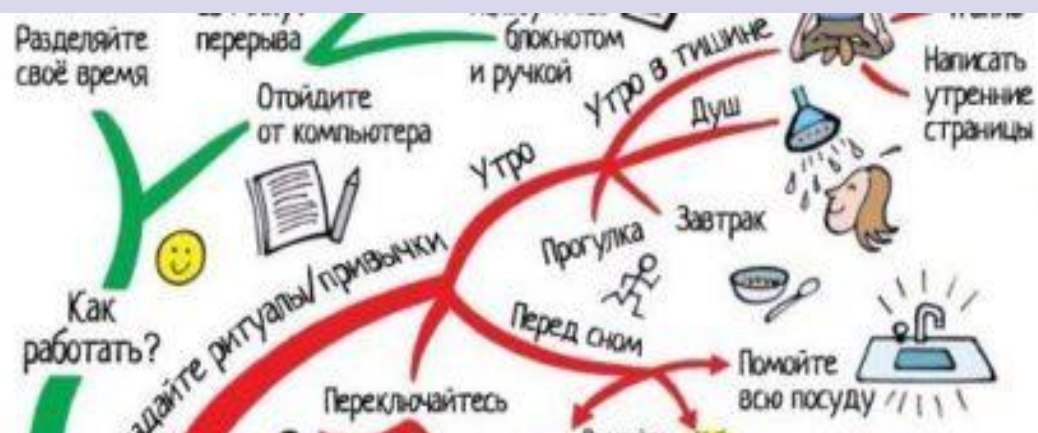 Разделяйте
своё время
перерыва
Отойдите
от компьютера
блокнотом
и ручкой
Утро в тишине
Душ
Написать
утренние
страницы
Утро
Прогулка
Завтрак
ритуалы/привычки
Как
работать?
Перед сном
Помойте
всю посуду
Переключайтесь